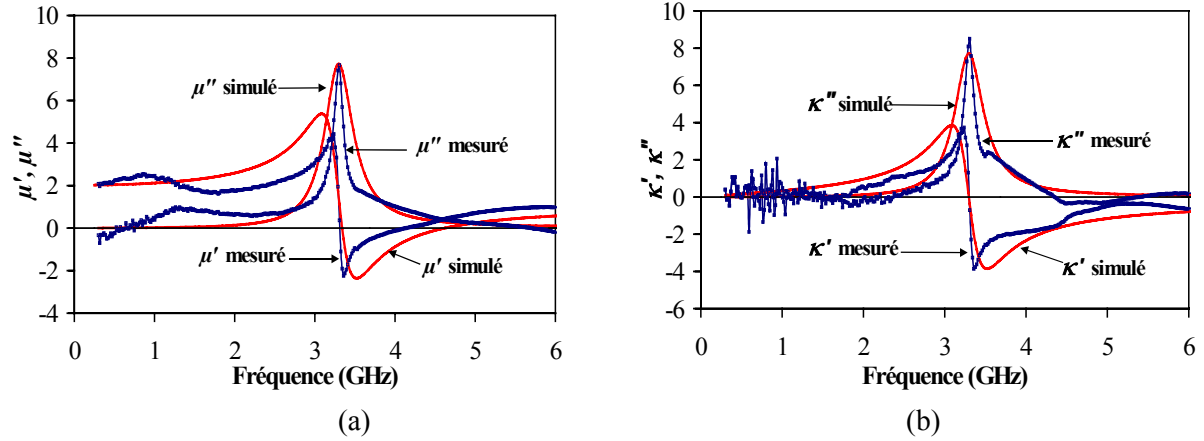 10
8
6
4
2
0
-2
-4
μ', μ''
μ'' simulé
μ'' mesuré
μ' mesuré
μ' simulé
0 1 2 3 4 5 6
Fréquence (GHz)
(a)
10
8
6
4
2
0
-2
-4
-6
κ', κ''
κ'' simulé
κ'' mesuré
κ' mesuré
κ' simulé
0 1 2 3 4 5 6
Fréquence (GHz)
(b)